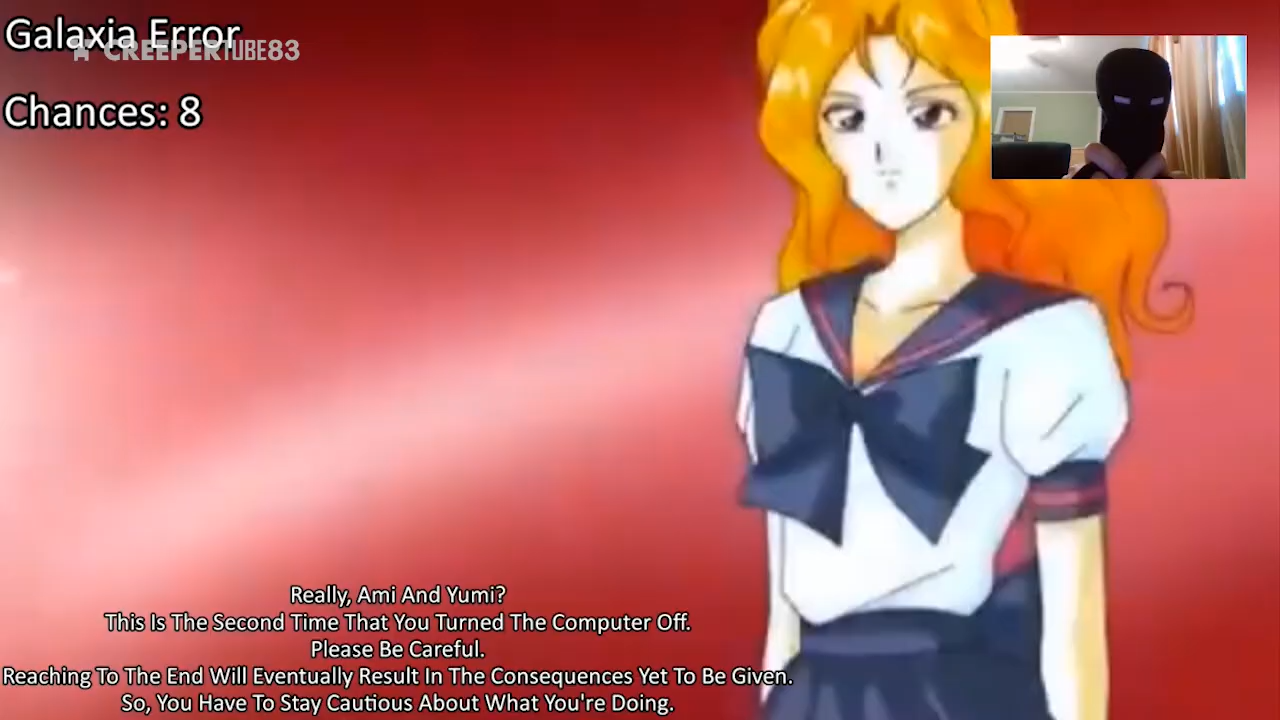 Galaxia Error
CREEPERTUBE83
Chances: 8
Really, Ami And Yumi?
This Is The Second Time That You Turned The Computer Off.
Please Be Careful.
Reaching To The End Will Eventually Result In The Consequences Yet To Be Given.
So, You Have To Stay Cautious About What You're Doing.